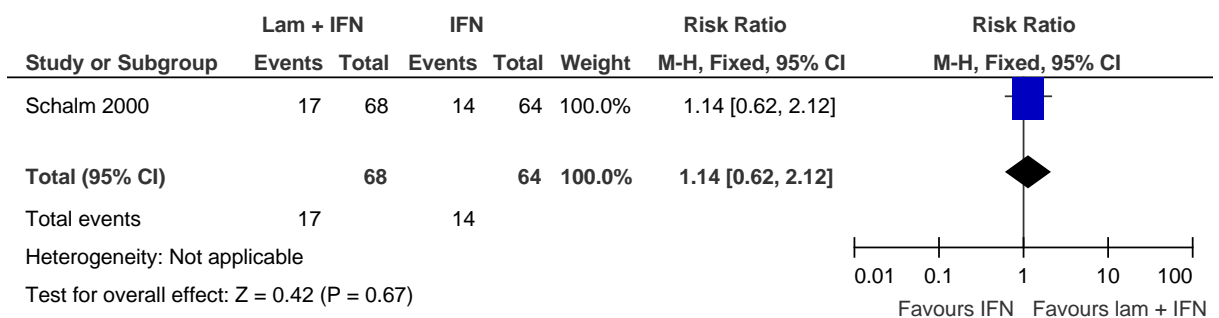 Lam + IFN IFN Risk Ratio Risk Ratio
Study or Subgroup Events Total Events Total Weight M-H, Fixed, 95% CI M-H, Fixed, 95% CI
Schalm 2000 17 68 14 64 100.0% 1.14 [0.62, 2.12]
Total (95% CI) 68 64 100.0% 1.14 [0.62, 2.12]
Total events 17 14
Heterogeneity: Not applicable
Test for overall effect: Z = 0.42 (P = 0.67)
0.01 0.1 1 10 100
Favours IFN Favours lam + IFN